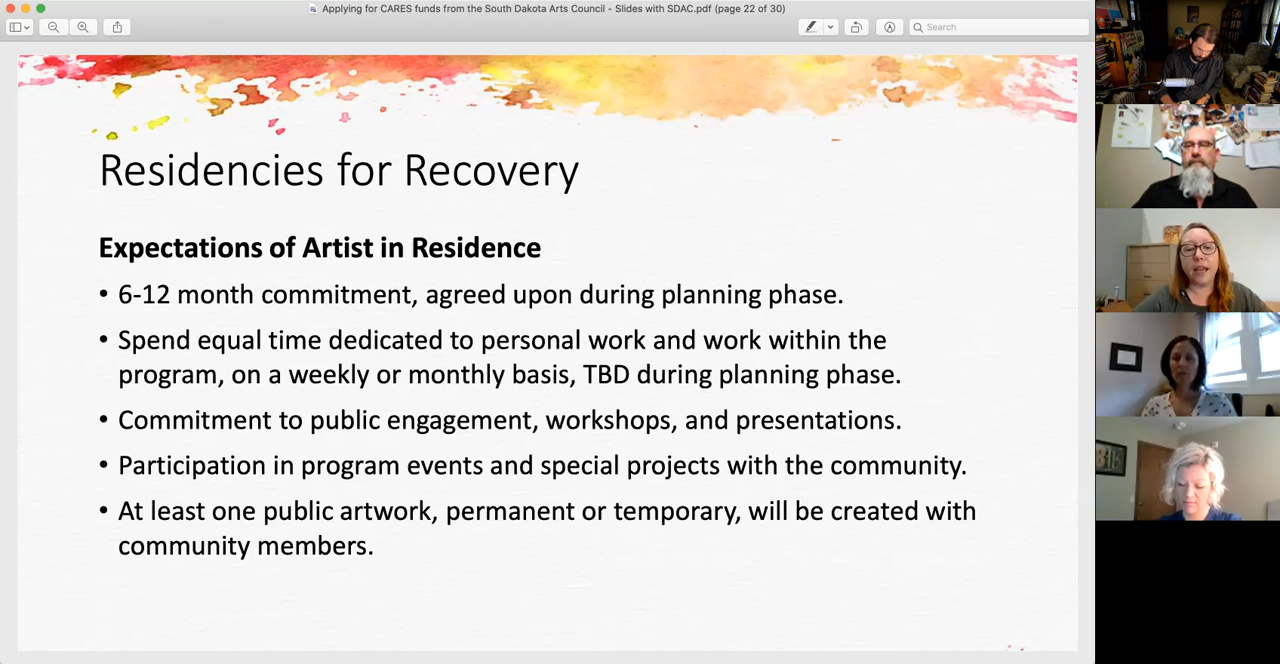 Applying for CARES funds from the South Dakota Arts Council - Slides with SDAC.pdf (page 22 of 30)
Search
Residencies for Recovery
Expectations of Artist in Residence
• 6-12 month commitment, agreed upon during planning phase.
• Spend equal time dedicated to personal work and work within the
program, on a weekly or monthly basis, TBD during planning phase.
• Commitment to public engagement, workshops, and presentations.
• Participation in program events and special projects with the community.
• At least one public artwork, permanent or temporary, will be created with
community members.